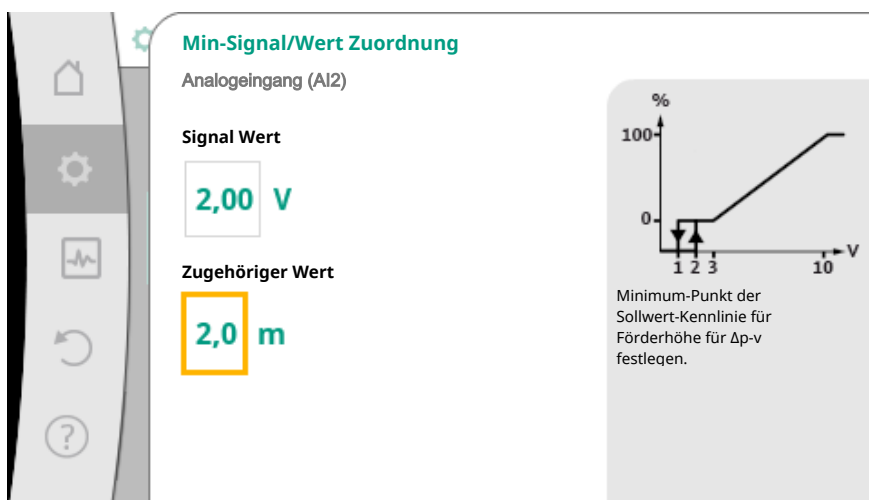 Min-Signal/Wert Zuordnung
Analogeingang (AI2)
Signal Wert
2,00 V
Zugehöriger Wert
2,0 m
%
100
0
1 2 3 10 V
Minimum-Punkt der
Sollwert-Kennlinie für
Förderhöhe für Δp-v
festlegen.
?